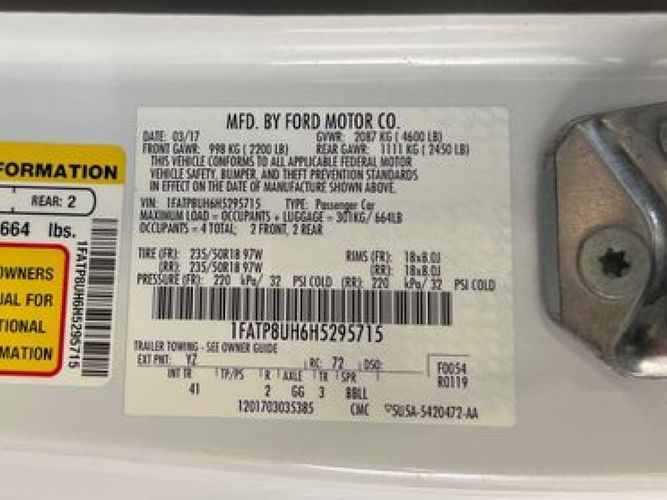 MFD. BY FORD MOTOR CO.
DATE: 03/17 GVWR: 2087 KG ( 4600 LB)
FRONT GAWR: 998 KG ( 2200 LB) REAR GAWR: 1111 KG ( 2450 LB)
THIS VEHICLE CONFORMS TO ALL APPLICABLE FEDERAL MOTOR
VEHICLE SAFETY, BUMPER, AND THEFT PREVENTION STANDARDS
IN EFFECT ON THE DATE OF MANUFACTURE SHOWN ABOVE.
VIN: 1FATP8UH6H5295715 TYPE: Passenger Car
MAXIMUM LOAD = OCCUPANTS + LUGGAGE = 301KG/ 664LB
OCCUPANTS = 4 TOTAL; 2 FRONT, 2 REAR
TIRE (FR): 235/50R18 97W RIMS (FR): 18x8.0J
(RR): 235/50R18 97W (RR): 18x8.0J
PRESSURE (FR): 220 kPa/ 32 PSI COLD (RR): 220 kPa/ 32 PSI COLD
1FATP8UH6H5295715
TRAILER TOWING - SEE OWNER GUIDE
EXT PNT: YZ RC: 72 DSO: F0054
INT TR TP/PS R AXLE TR SPR R0119
41 2 GG 3 BBLL
1201703035385 CMC 5U5A-5420472-AA
FORMATION
REAR: 2
664 lbs.
OWNERS
UAL FOR
TIONAL
MATION
1FATP8UH6H5295715